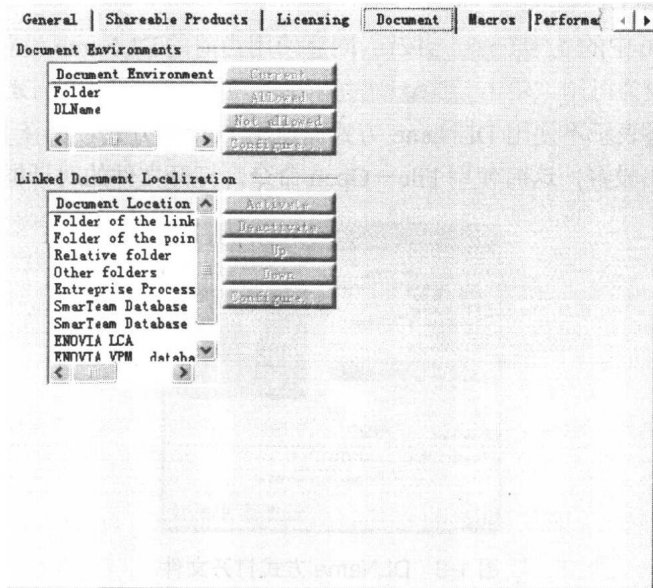 General | Shareable Products | Licensing | Document | Macros | Performa
Document Environments
Document Environment
Folder
DLName
Current
Allowed
Not allowed
Configure...
Linked Document Localization
Document Location
Folder of the link
Folder of the poin
Relative folder
Other folders
Entreprise Process
SmarTeam Database
SmarTeam Database
ENOVIA LCA
ENOVIA VPM databa
Activate
Deactivate
Up
Down
Configure...